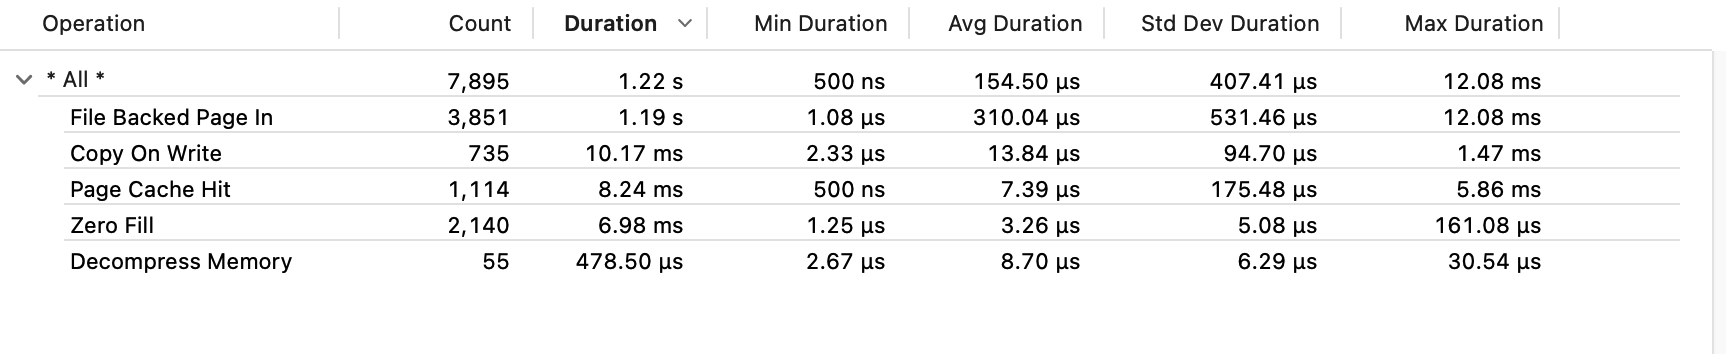 Operation Count Duration Min Duration Avg Duration Std Dev Duration Max Duration
* All * 7,895 1.22 s 500 ns 154.50 µs 407.41 µs 12.08 ms
File Backed Page In 3,851 1.19 s 1.08 µs 310.04 µs 531.46 µs 12.08 ms
Copy On Write 735 10.17 ms 2.33 µs 13.84 µs 94.70 µs 1.47 ms
Page Cache Hit 1,114 8.24 ms 500 ns 7.39 µs 175.48 µs 5.86 ms
Zero Fill 2,140 6.98 ms 1.25 µs 3.26 µs 5.08 µs 161.08 µs
Decompress Memory 55 478.50 µs 2.67 µs 8.70 µs 6.29 µs 30.54 µs